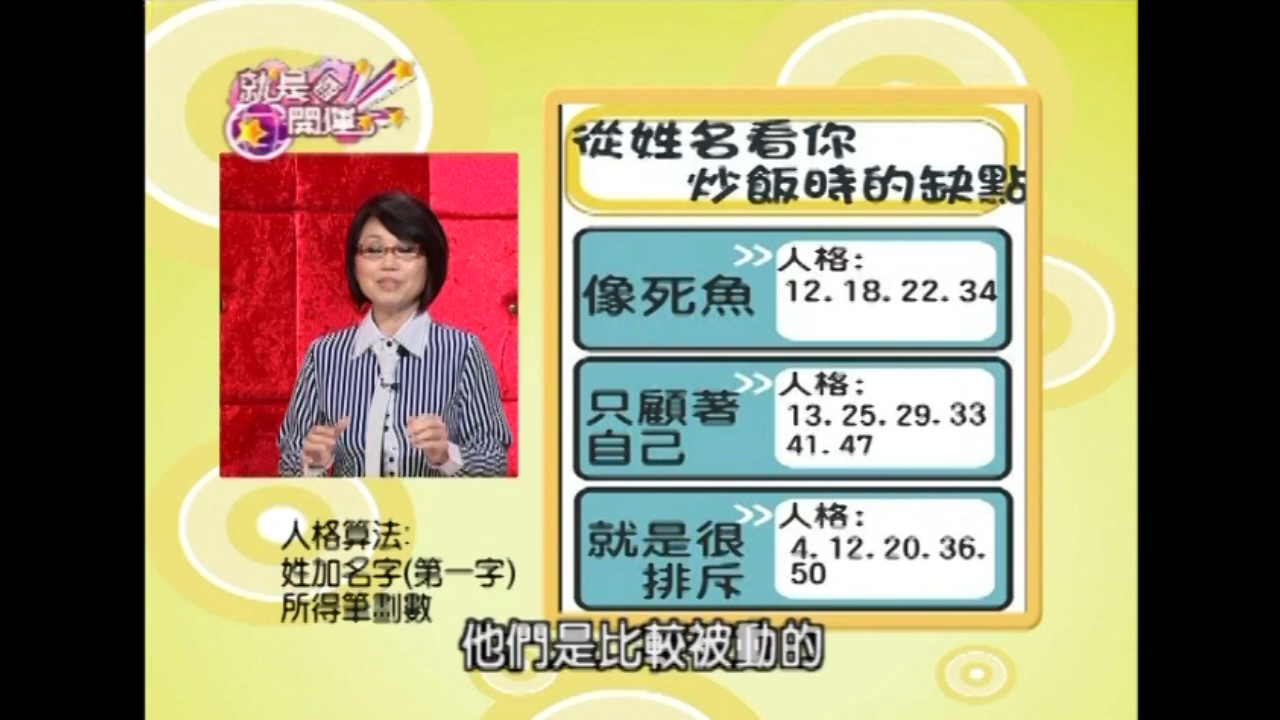 就是命
開運
從姓名看你
炒飯時的缺點
像死魚
>>
人格:
12.18.22.34
只顧著
自己
>>
人格:
13.25.29.33
41.47
就是很
排斥
>>
人格:
4.12.20.36.
50
人格算法:
姓加名字(第一字)
所得筆劃數
他們是比較被動的